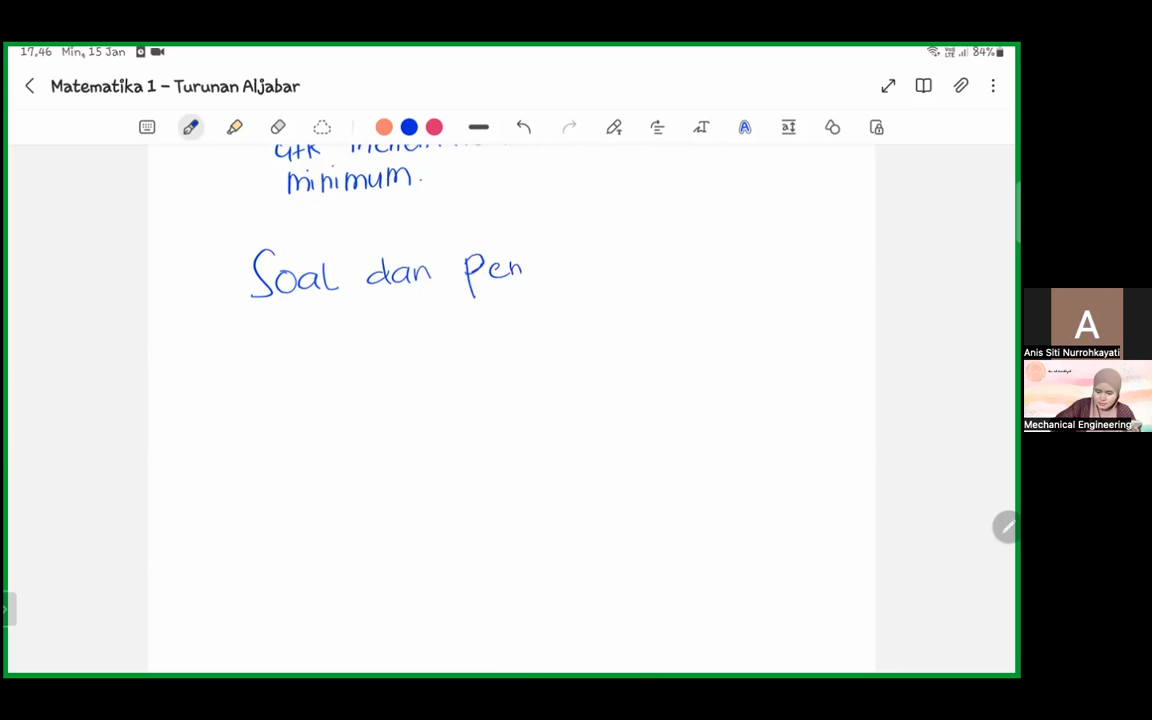 17.46 Min, 15 Jan
84%
Matematika 1 – Turunan Aljabar
minimum.
Soal dan Pen
A
Anis Siti Nurrohkayati
Mechanical Engineering